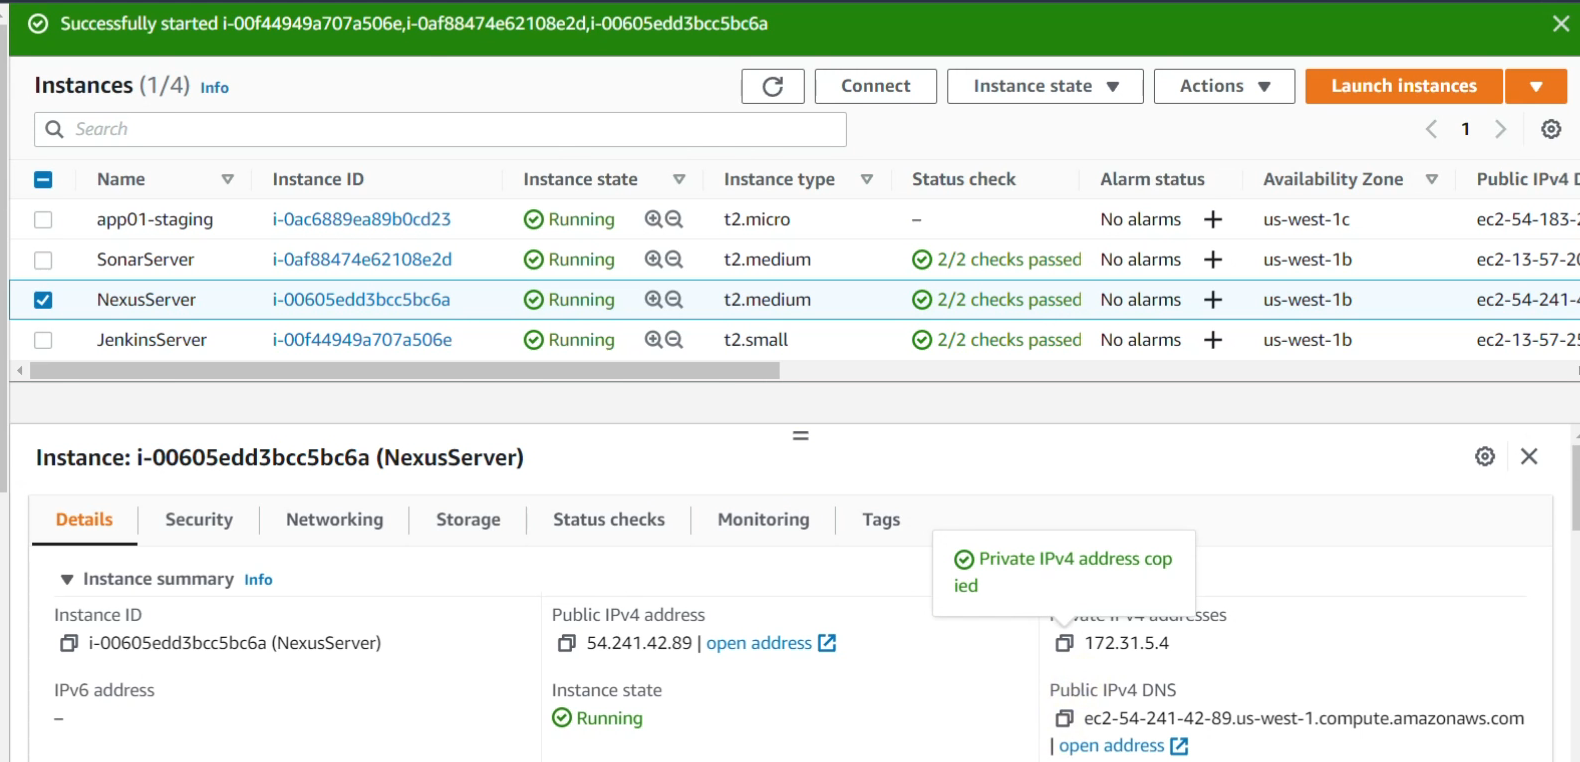 Successfully started i-00f44949a707a506e,i-0af88474e62108e2d,i-00605edd3bcc5bc6a
Instances (1/4) Info Connect Instance state Actions Launch instances
Search 1
Name Instance ID Instance state Instance type Status check Alarm status Availability Zone Public IPv4 D
app01-staging i-0ac6889ea89b0cd23 Running t2.micro – No alarms + us-west-1c ec2-54-183-2
SonarServer i-0af88474e62108e2d Running t2.medium 2/2 checks passed No alarms + us-west-1b ec2-13-57-20
NexusServer i-00605edd3bcc5bc6a Running t2.medium 2/2 checks passed No alarms + us-west-1b ec2-54-241-4
JenkinsServer i-00f44949a707a506e Running t2.small 2/2 checks passed No alarms + us-west-1b ec2-13-57-25
Instance: i-00605edd3bcc5bc6a (NexusServer)
Details Security Networking Storage Status checks Monitoring Tags
Private IPv4 address cop
ied
Instance summary Info
Instance ID Public IPv4 address Private IPv4 addresses
i-00605edd3bcc5bc6a (NexusServer) 54.241.42.89 | open address 172.31.5.4
IPv6 address Instance state Public IPv4 DNS
– Running ec2-54-241-42-89.us-west-1.compute.amazonaws.com
| open address